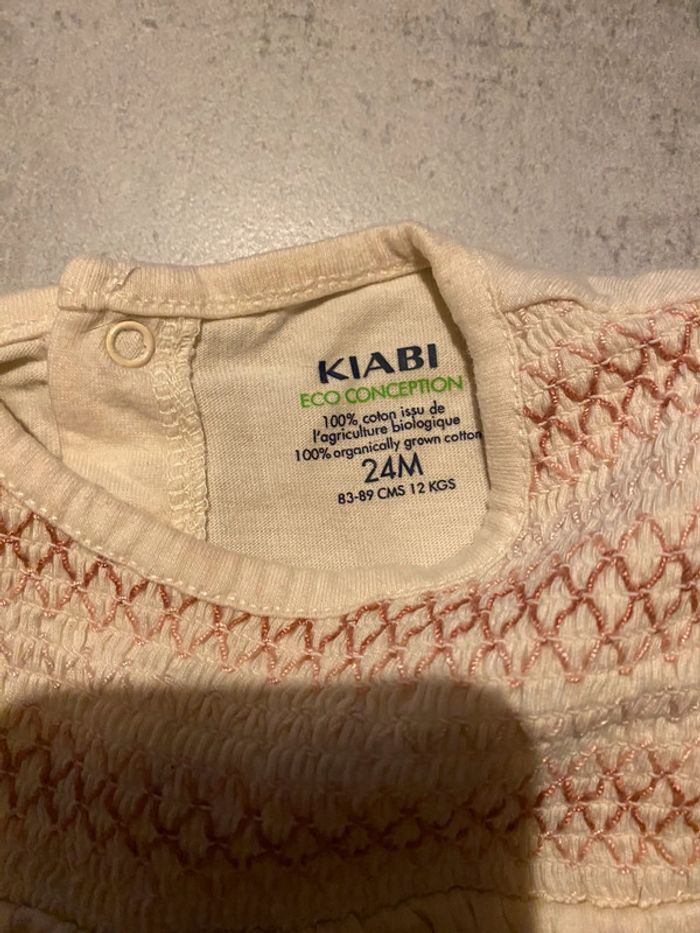 KIABI
ECO CONCEPTION
100% coton issu de
l'agriculture biologique
100% organically grown cotton
24M
83-89 CMS 12 KGS